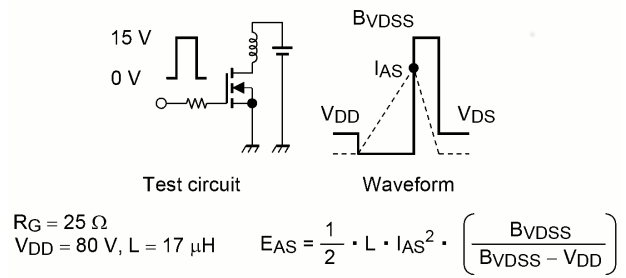 BVDSS
15 V
0 V
IAS
VDD
VDS
Test circuit
Waveform
RG = 25 Ω
VDD = 80 V, L = 17 μH
EAS = 1/2 · L · IAS² · (BVDSS / (BVDSS − VDD))